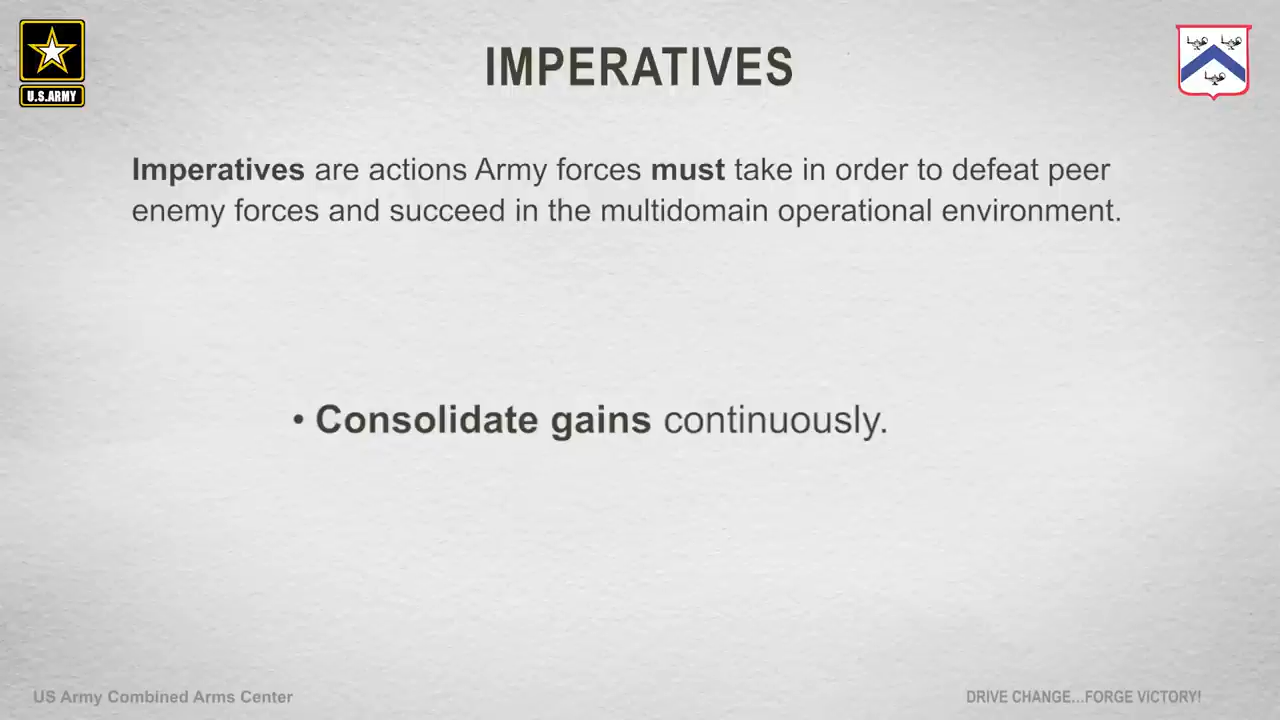 IMPERATIVES
U.S.ARMY
Imperatives are actions Army forces must take in order to defeat peer
enemy forces and succeed in the multidomain operational environment.
• Consolidate gains continuously.
US Army Combined Arms Center
DRIVE CHANGE...FORGE VICTORY!